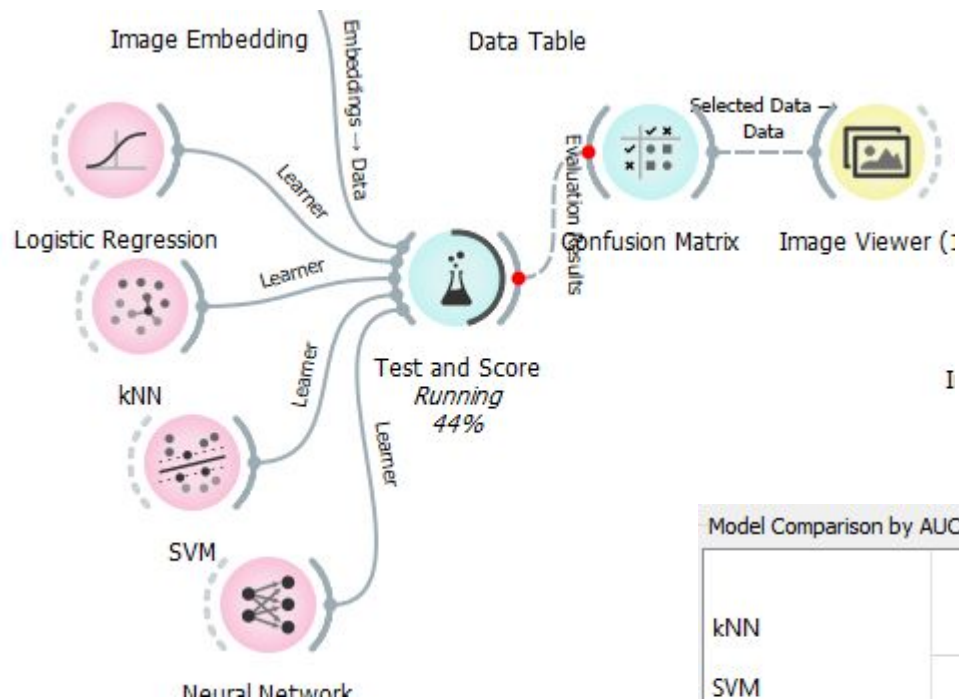 Image Embedding
Data Table
Embeddings → Data
Selected Data →
Data
Learner
Evaluation Results
Logistic Regression
Confusion Matrix
Image Viewer (1
Learner
Test and Score
Running
44%
kNN
Learner
Learner
SVM
Model Comparison by AUC
kNN
SVM
Neural Network